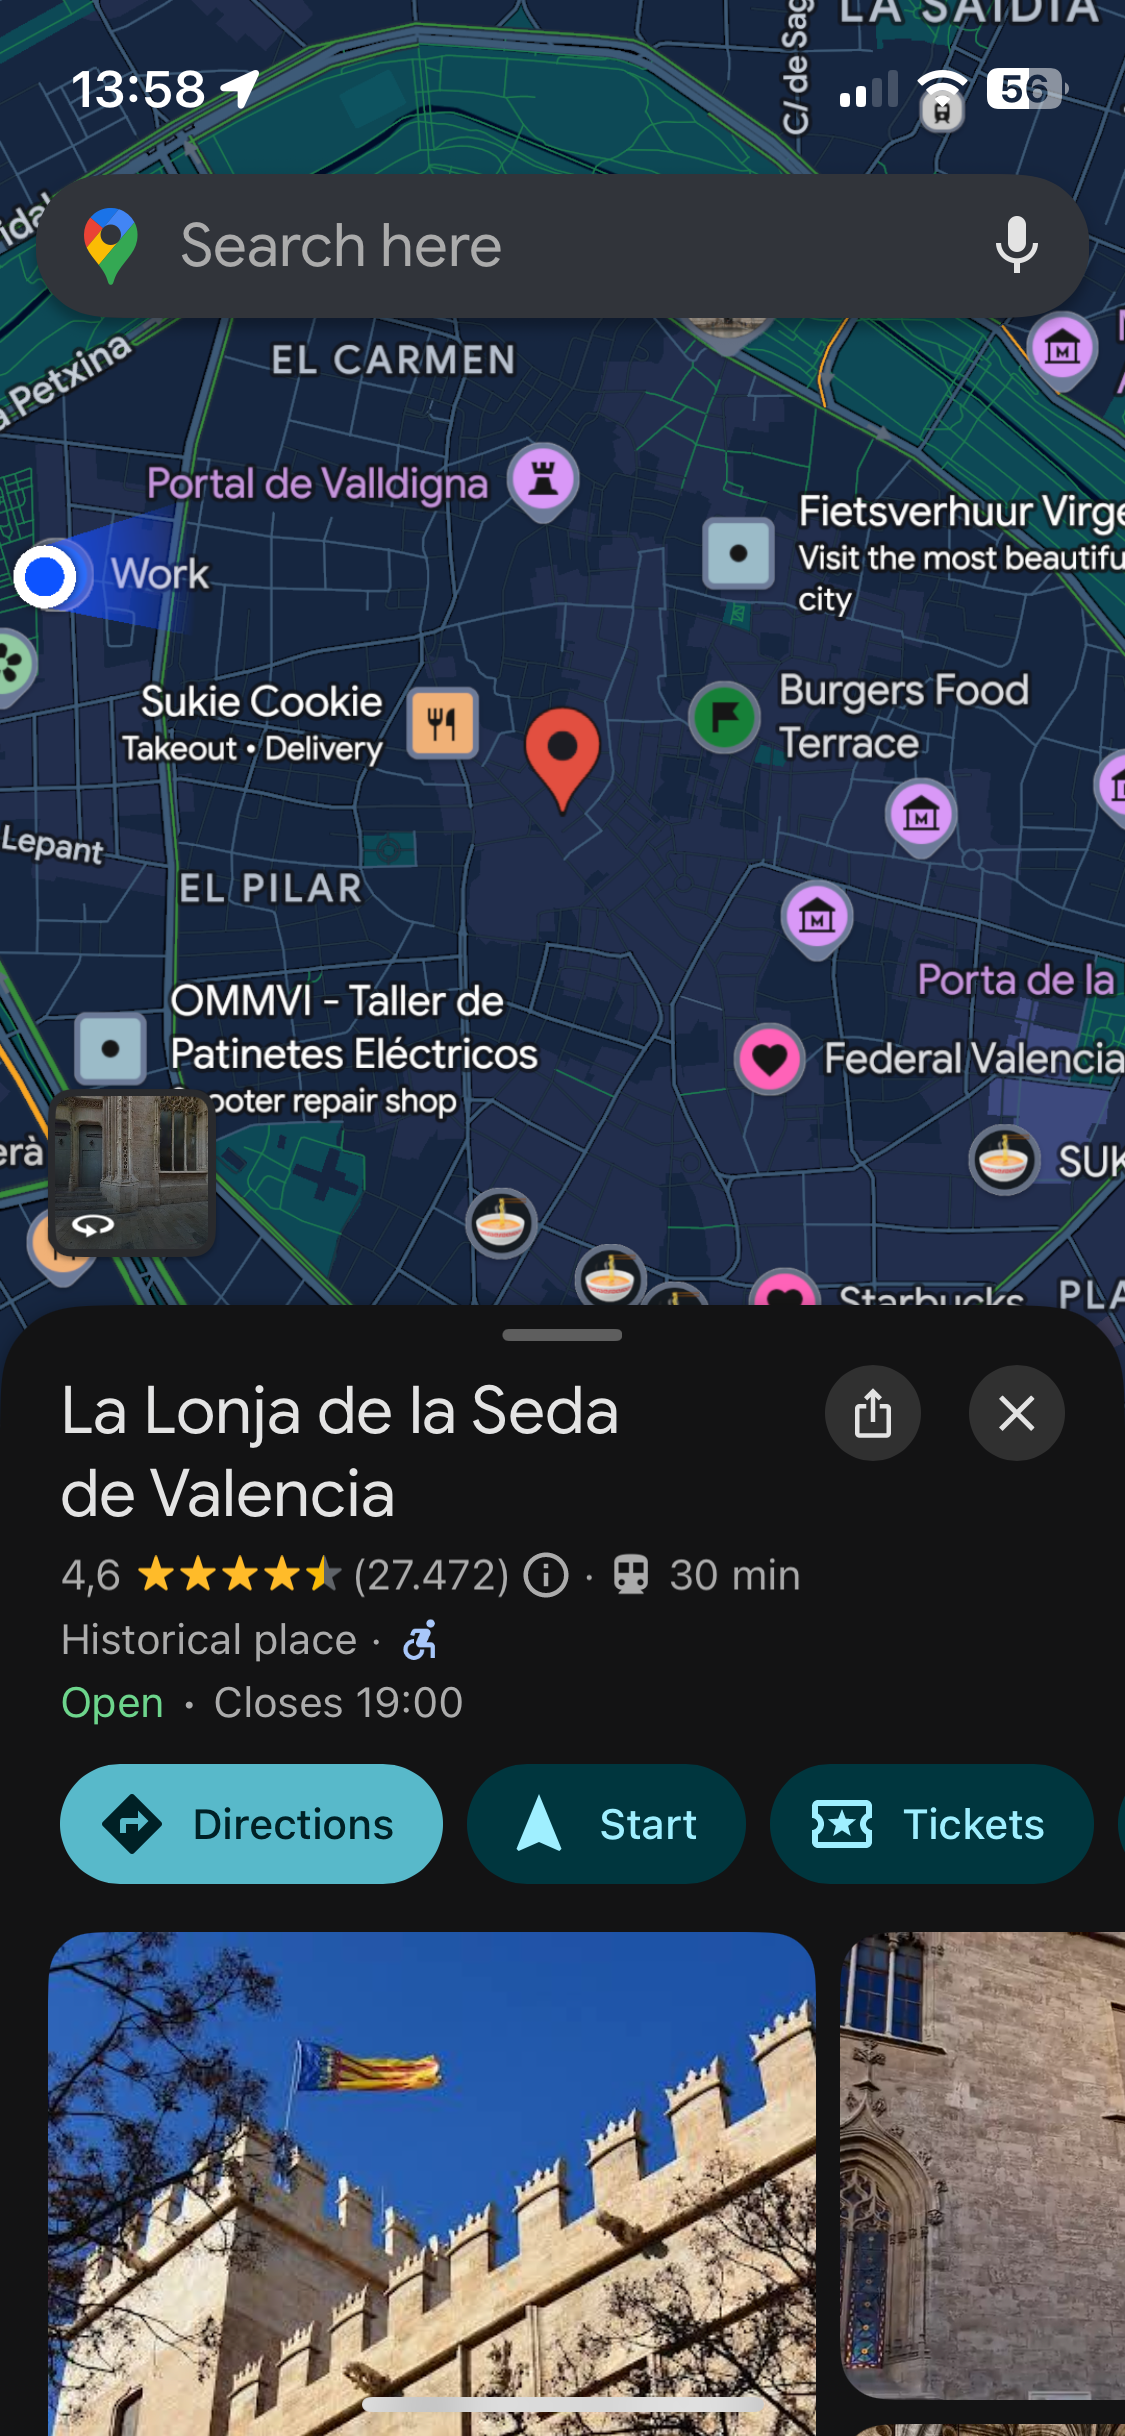 LA SAÏDIA
C/ de Sag
13:58
56
Search here
a Petxina
EL CARMEN
Portal de Valldigna
Fietsverhuur Virge
Visit the most beautifu
city
Work
Sukie Cookie
Takeout • Delivery
Burgers Food
Terrace
Lepant
EL PILAR
Porta de la
OMMVI - Taller de
Patinetes Eléctricos
ooter repair shop
Federal Valencia
erà
SUK
Starbucks
PLA
La Lonja de la Seda
de Valencia
4,6 (27.472) · 30 min
Historical place ·
Open · Closes 19:00
Directions
Start
Tickets